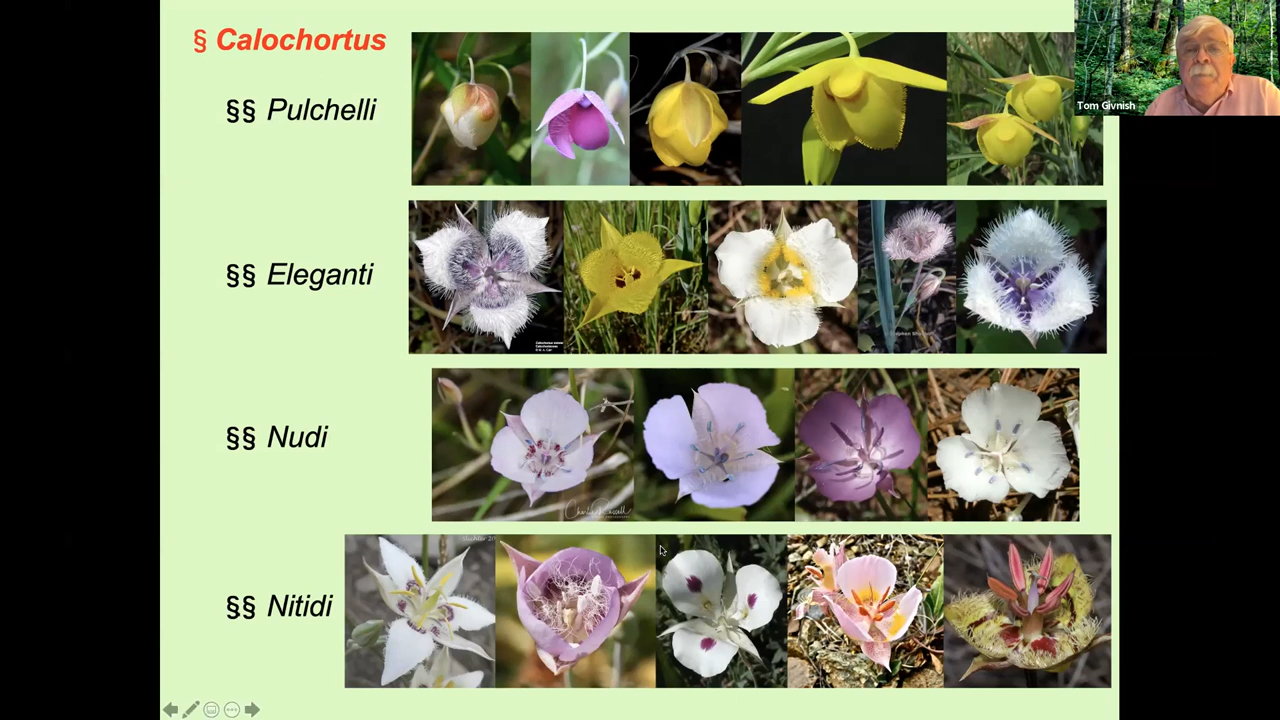 § Calochortus
Tom Givnish
§§ Pulchelli
§§ Eleganti
§§ Nudi
§§ Nitidi